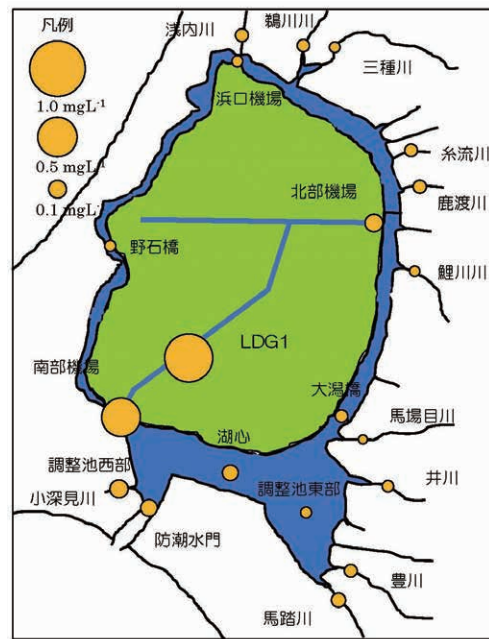 凡例
1.0 mgL-1
0.5 mgL-1
0.1 mgL-1
浅内川
鵜川川
三種川
浜口機場
糸流川
北部機場
鹿渡川
野石橋
鯉川川
LDG1
南部機場
大潟橋
馬場目川
湖心
調整池西部
調整池東部
井川
小深見川
防潮水門
豊川
馬踏川